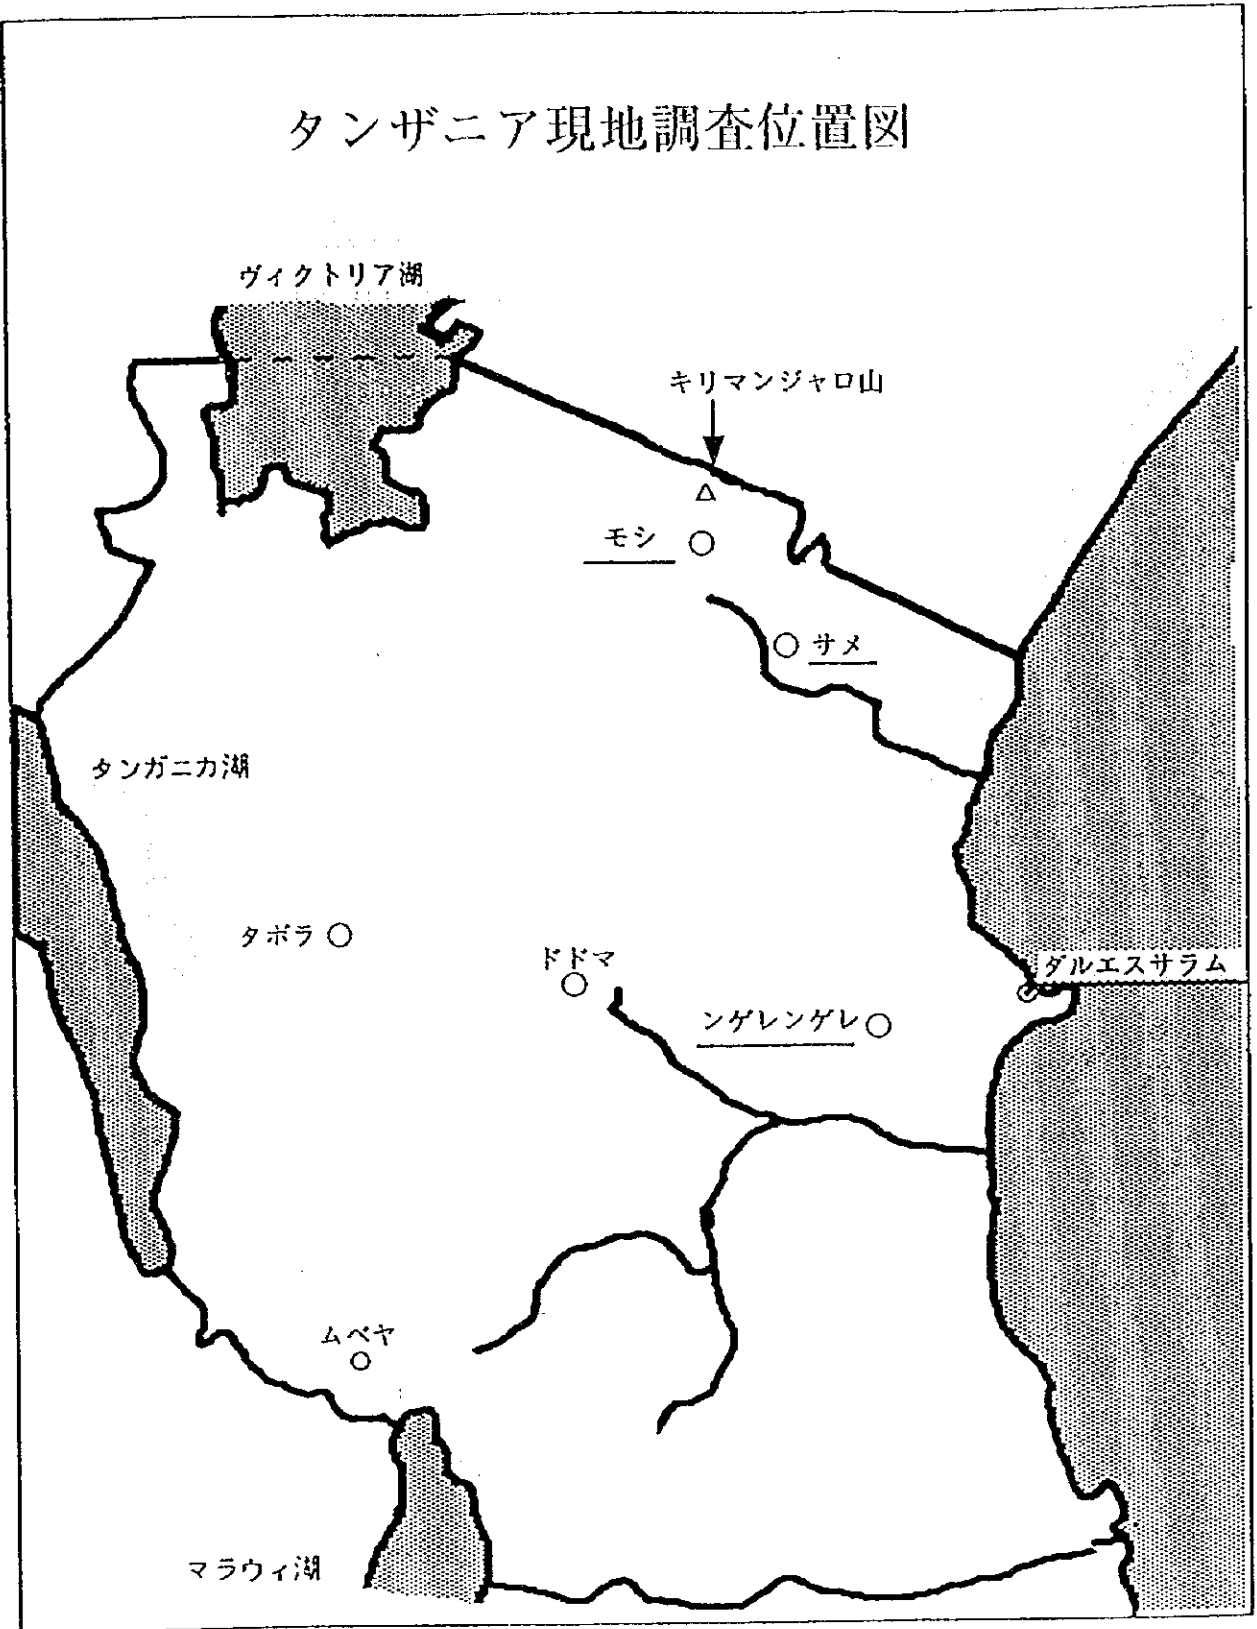 タンザニア現地調査位置図
ヴィクトリア湖
キリマンジャロ山
モシ
サメ
タンガニカ湖
タボラ
ドドマ
ダルエスサラム
ンゲレンゲレ
ムベヤ
マラウィ湖